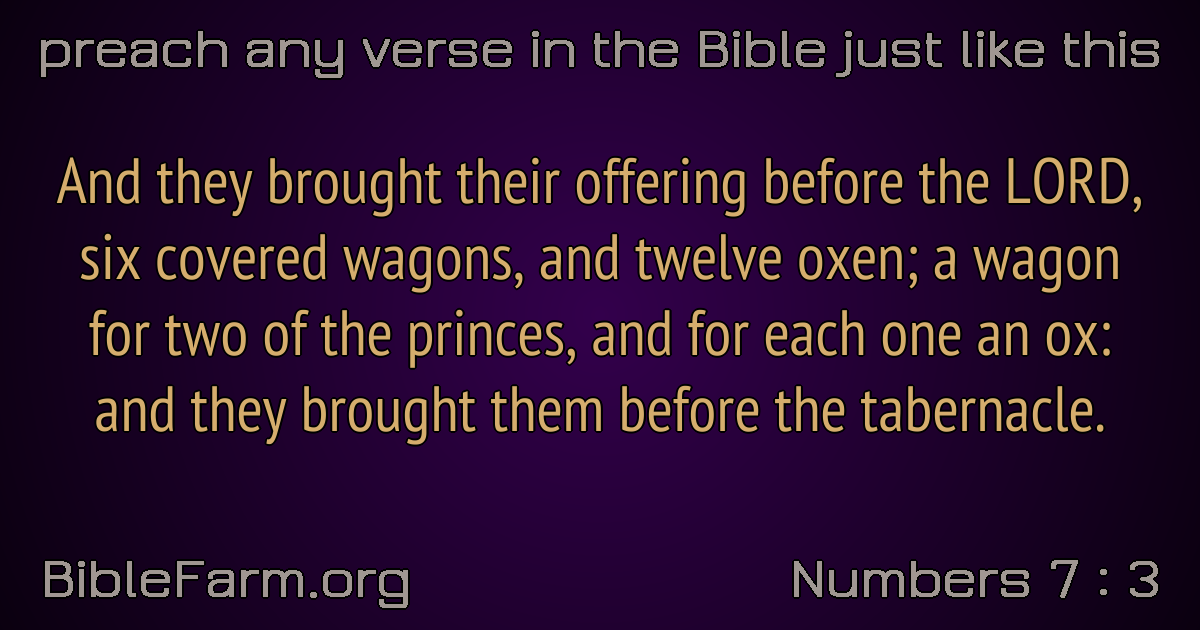 preach any verse in the Bible just like this
And they brought their offering before the LORD,
six covered wagons, and twelve oxen; a wagon
for two of the princes, and for each one an ox:
and they brought them before the tabernacle.
BibleFarm.org
Numbers 7 : 3